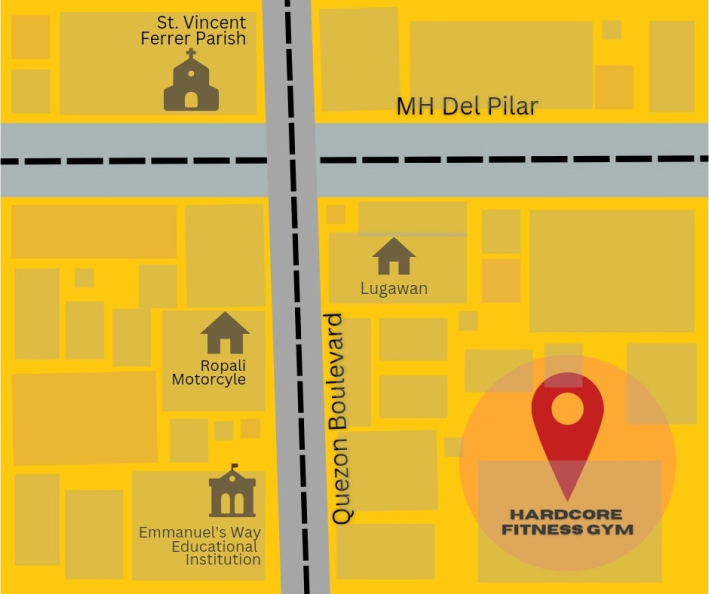 St. Vincent
Ferrer Parish
MH Del Pilar
Lugawan
Quezon Boulevard
Ropali
Motorcyle
HARDCORE
FITNESS GYM
Emmanuel's Way
Educational
Institution